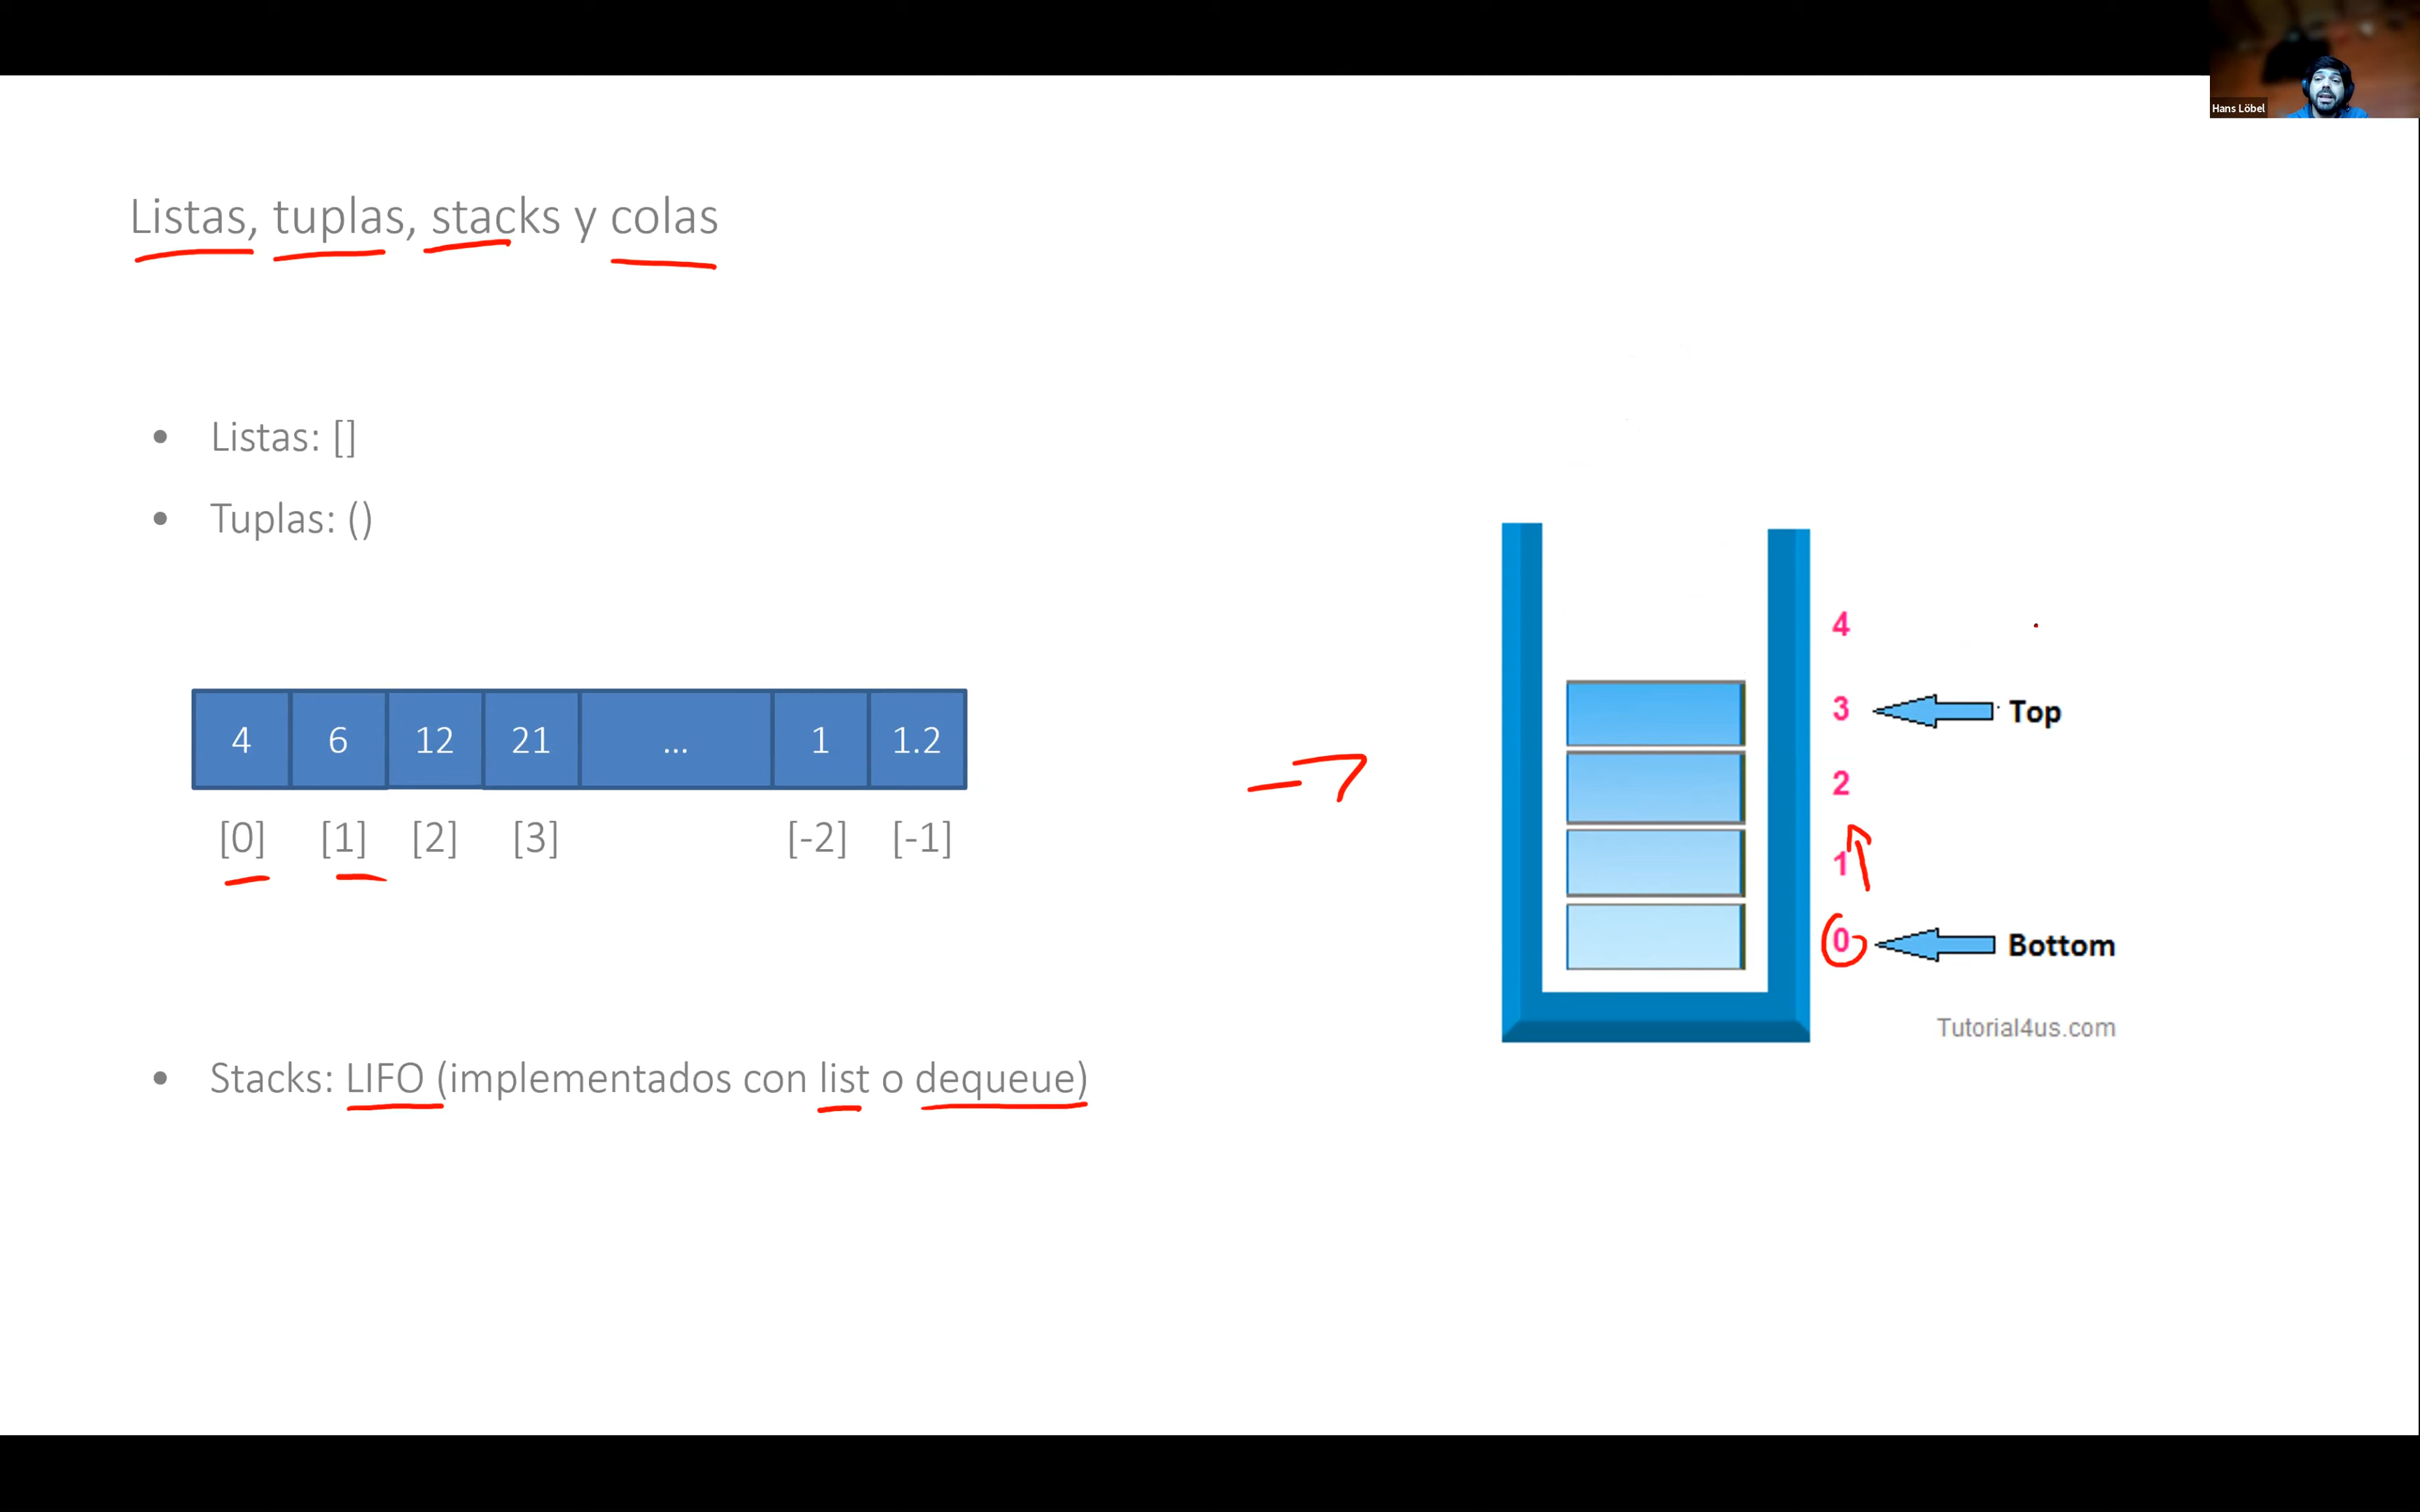 Hans Löbel
Listas, tuplas, stacks y colas
• Listas: []
• Tuplas: ()
4 6 12 21 ... 1 1.2
[0] [1] [2] [3] [-2] [-1]
• Stacks: LIFO (implementados con list o dequeue)
4
3 Top
2
1
0 Bottom
Tutorial4us.com